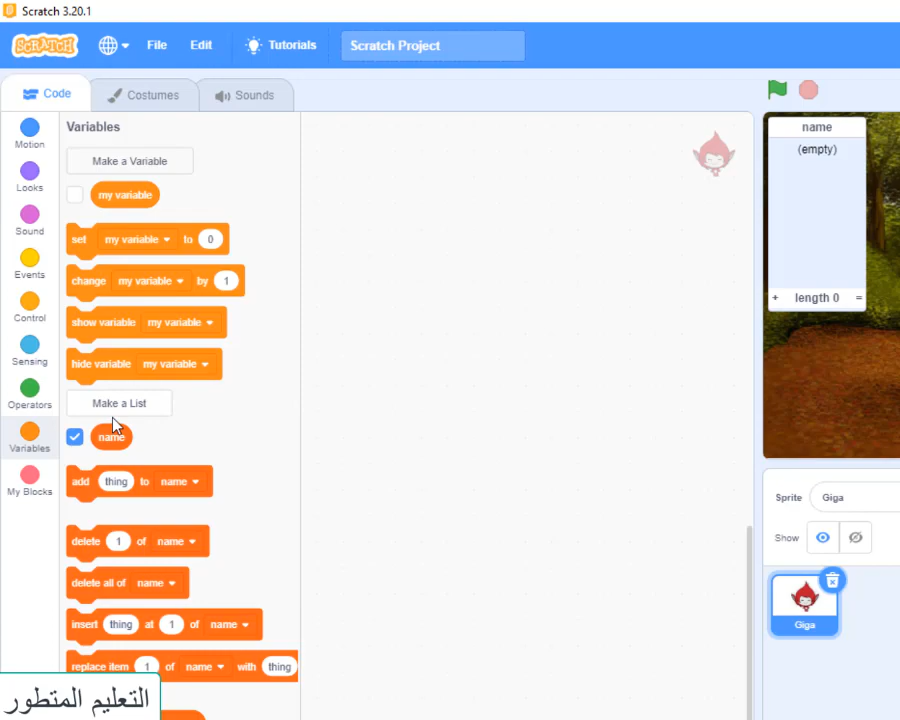 Scratch 3.20.1
SCRATCH
File
Edit
Tutorials
Scratch Project
Code
Costumes
Sounds
Motion
Looks
Sound
Events
Control
Sensing
Operators
Variables
My Blocks
Variables
Make a Variable
my variable
set my variable to 0
change my variable by 1
show variable my variable
hide variable my variable
Make a List
name
add thing to name
delete 1 of name
delete all of name
insert thing at 1 of name
replace item 1 of name with thing
name
(empty)
+ length 0 =
Sprite Giga
Show
Giga
التعليم المتطور